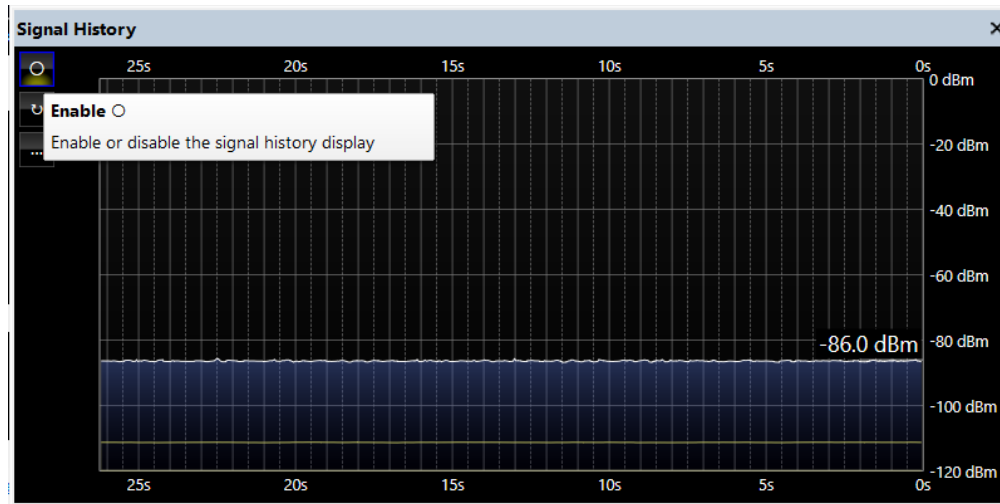 Signal History
25s 20s 15s 10s 5s 0s
0 dBm
Enable ○
Enable or disable the signal history display
-20 dBm
-40 dBm
-60 dBm
-80 dBm
-86.0 dBm
-100 dBm
-120 dBm
25s 20s 15s 10s 5s 0s